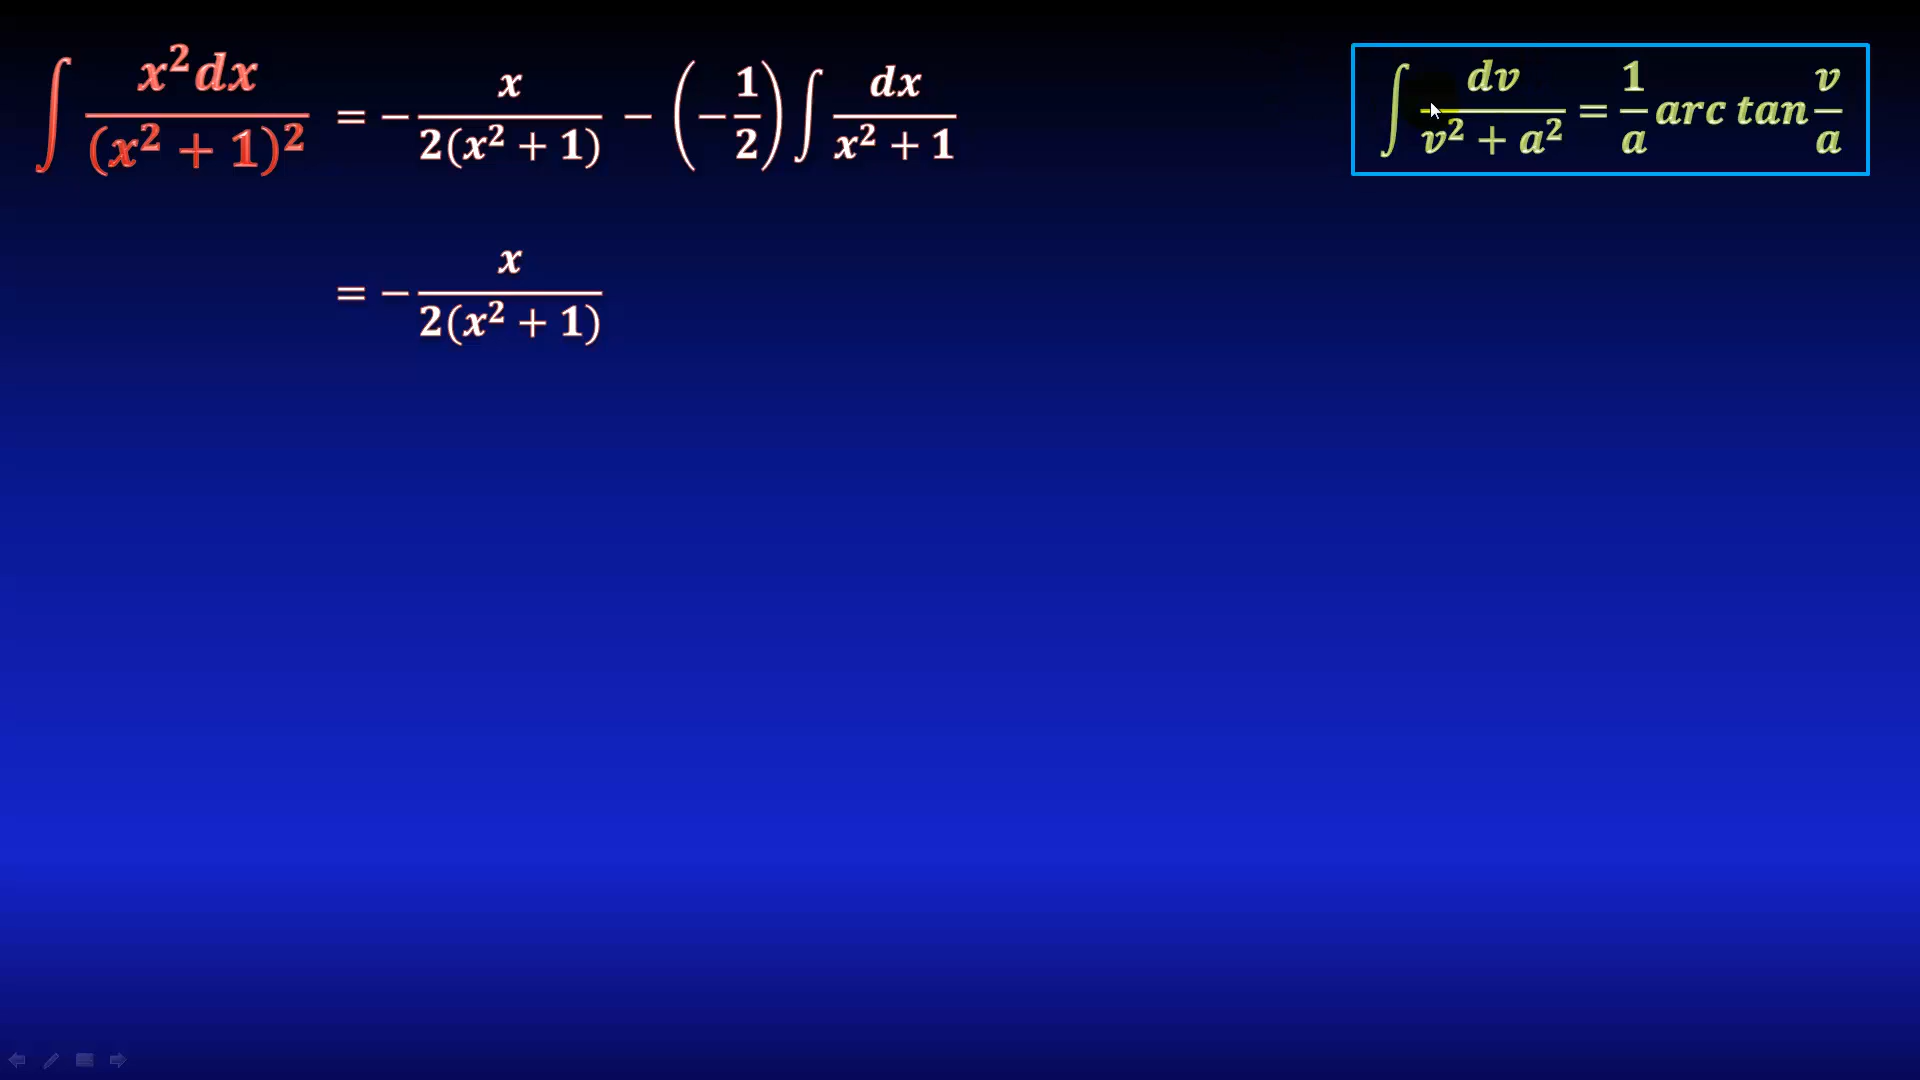 ∫ x²dx / (x² + 1)² = − x / 2(x² + 1) − (− 1/2) ∫ dx / x² + 1
∫ dv / v² + a² = 1/a arc tan v/a
= − x / 2(x² + 1)